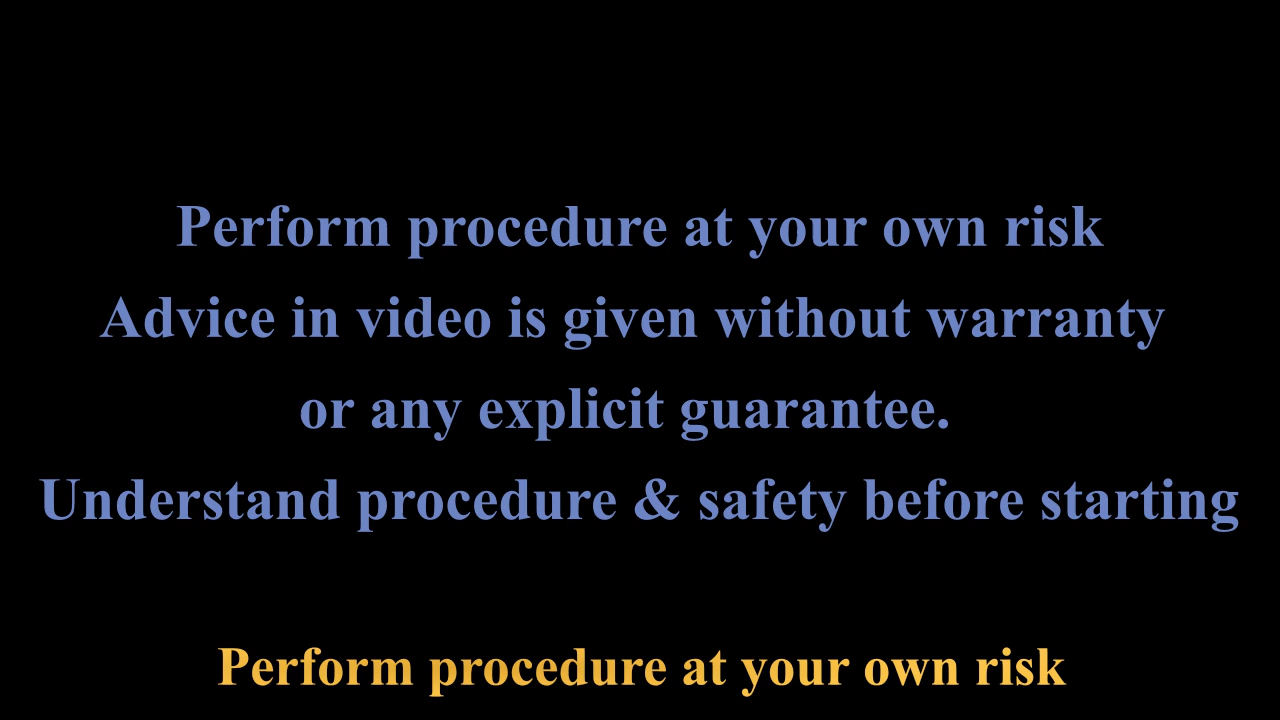 Perform procedure at your own risk
Advice in video is given without warranty
or any explicit guarantee.
Understand procedure & safety before starting
Perform procedure at your own risk